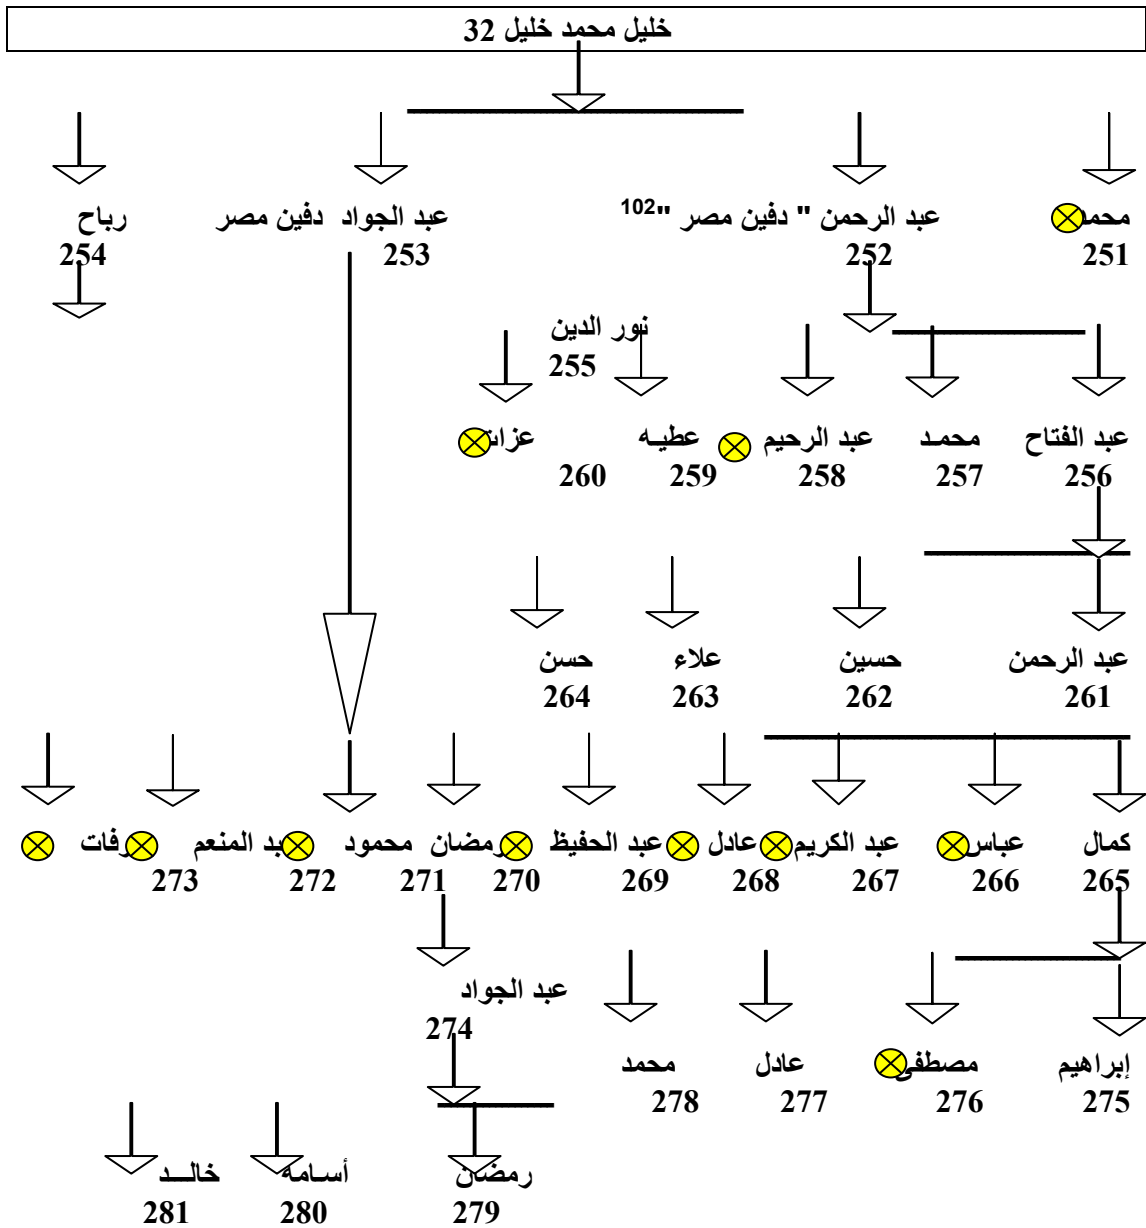 خليل محمد خليل 32
محمد عبد الرحمن " دفين مصر "102 عبد الجواد دفين مصر رباح
251 252 253 254
نور الدين
255
عبد الفتاح محمد عبد الرحيم عطيه
256 257 258 259 260
عبد الرحمن حسين علاء حسن
261 262 263 264
كمال عباس عبد الكريم عادل عبد الحفيظ رمضان محمود
265 266 267 268 269 270 271 272 273
عبد الجواد
274
إبراهيم مصطفى عادل محمد
275 276 277 278
رمضان أسامه خالد
279 280 281